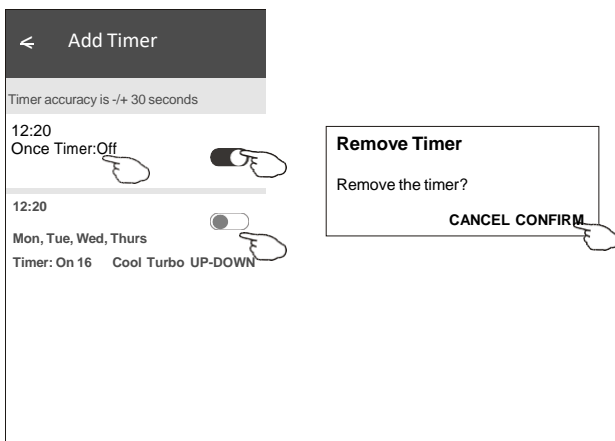 Add Timer
Timer accuracy is -/+ 30 seconds
12:20
Once Timer:Off
12:20
Mon, Tue, Wed, Thurs
Timer: On 16 Cool Turbo UP-DOWN
Remove Timer
Remove the timer?
CANCEL CONFIRM